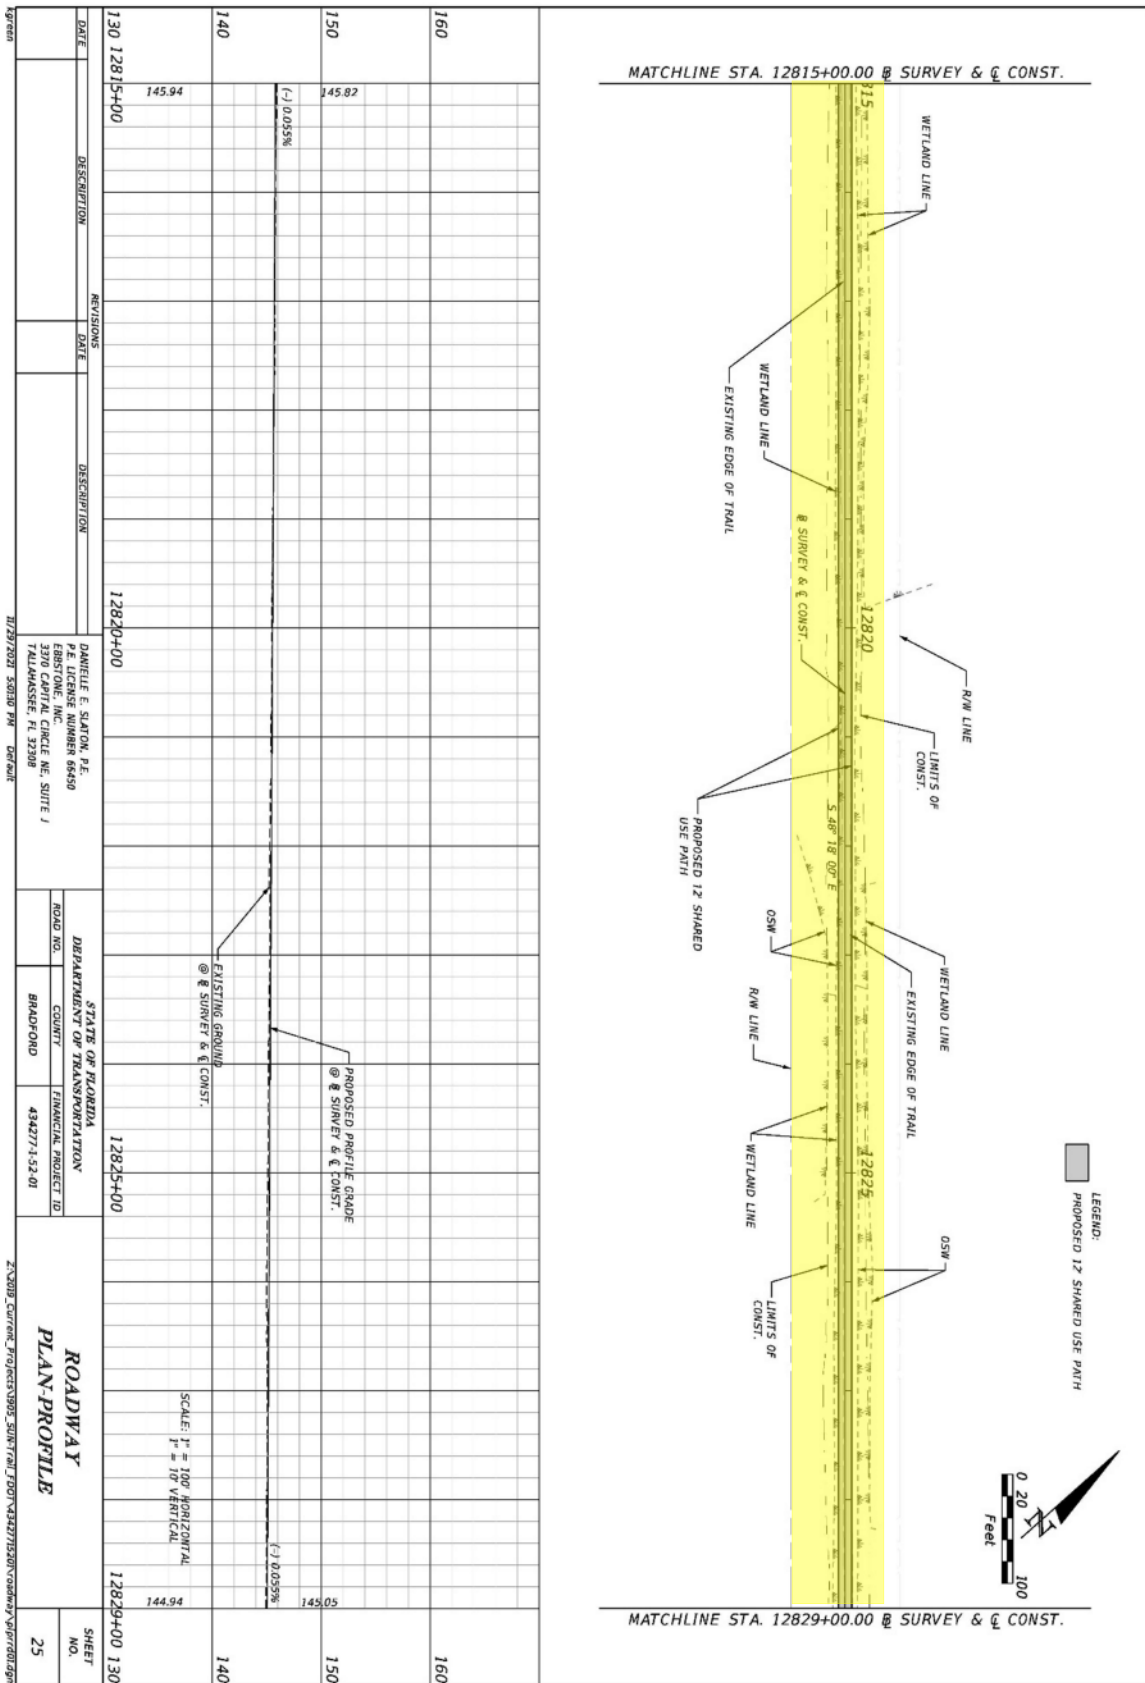 MATCHLINE STA. 12815+00.00 ℄ SURVEY & ℄ CONST.
815
WETLAND LINE
EXISTING EDGE OF TRAIL
WETLAND LINE
℄ SURVEY & ℄ CONST.
12820
R/W LINE
LIMITS OF
CONST.
PROPOSED 12' SHARED
USE PATH
S 48° 18' 00" E
OSW
WETLAND LINE
EXISTING EDGE OF TRAIL
R/W LINE
WETLAND LINE
12825
OSW
LIMITS OF
CONST.
LEGEND:
PROPOSED 12' SHARED USE PATH
N
0 20 100
Feet
MATCHLINE STA. 12829+00.00 ℄ SURVEY & ℄ CONST.
160
150
140
130
145.82
145.94
(-) 0.055%
EXISTING GROUND
@ ℄ SURVEY & ℄ CONST.
PROPOSED PROFILE GRADE
@ ℄ SURVEY & ℄ CONST.
SCALE: 1" = 100' HORIZONTAL
1" = 10' VERTICAL
(-) 0.055%
145.05
144.94
160
150
140
130
12815+00
12820+00
12825+00
12829+00
REVISIONS
DATE
DESCRIPTION
DATE
DESCRIPTION
DANIELLE E. SLATON, P.E.
P.E. LICENSE NUMBER 66450
EBBSTONE, INC.
3370 CAPITAL CIRCLE NE, SUITE J
TALLAHASSEE, FL 32308
STATE OF FLORIDA
DEPARTMENT OF TRANSPORTATION
ROAD NO.
COUNTY
FINANCIAL PROJECT ID
BRADFORD
434277-1-52-01
ROADWAY
PLAN-PROFILE
SHEET
NO.
25
kgreen
11/29/2021
PM
Default